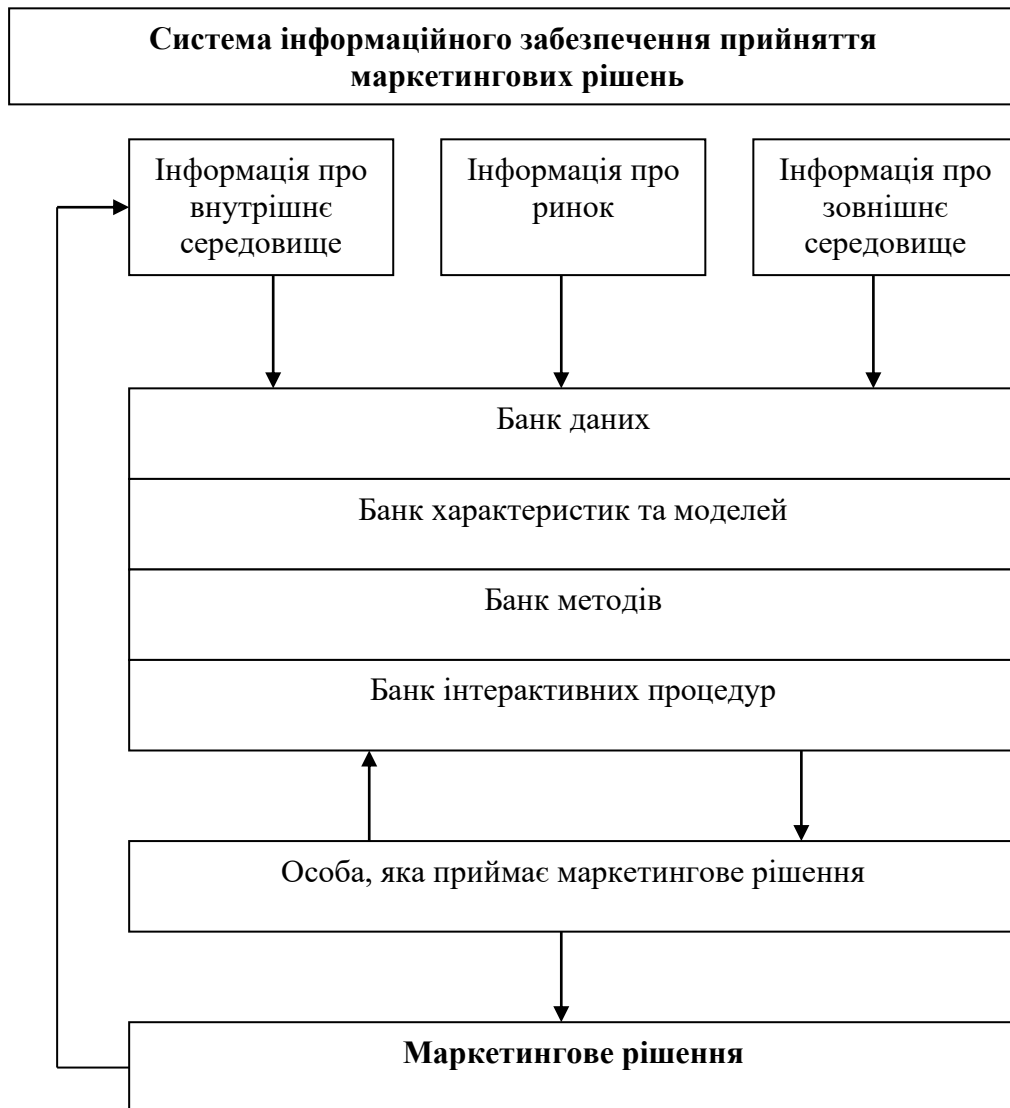 Система інформаційного забезпечення прийняття
маркетингових рішень
Інформація про
внутрішнє
середовище
Інформація про
ринок
Інформація про
зовнішнє
середовище
Банк даних
Банк характеристик та моделей
Банк методів
Банк інтерактивних процедур
Особа, яка приймає маркетингове рішення
Маркетингове рішення